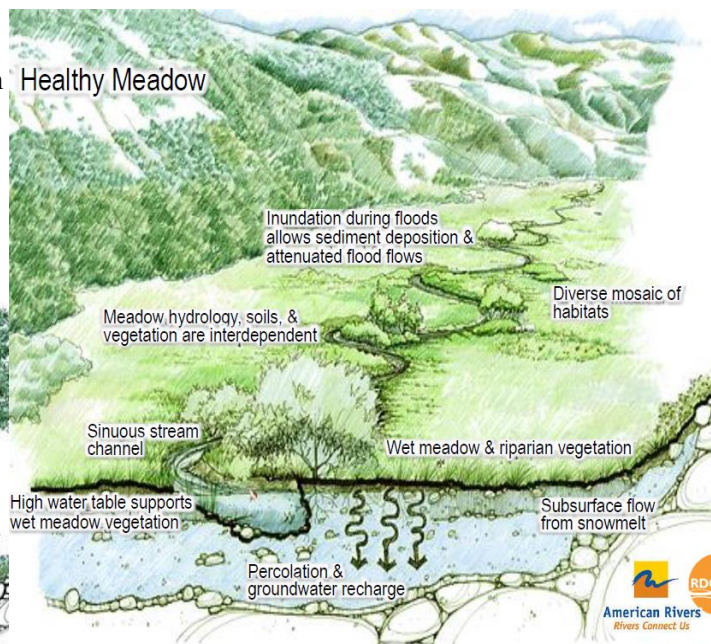 Healthy Meadow
Inundation during floods
allows sediment deposition &
attenuated flood flows
Diverse mosaic of
habitats
Meadow hydrology, soils, &
vegetation are interdependent
Sinuous stream
channel
Wet meadow & riparian vegetation
High water table supports
wet meadow vegetation
Subsurface flow
from snowmelt
Percolation &
groundwater recharge
American Rivers
Rivers Connect Us